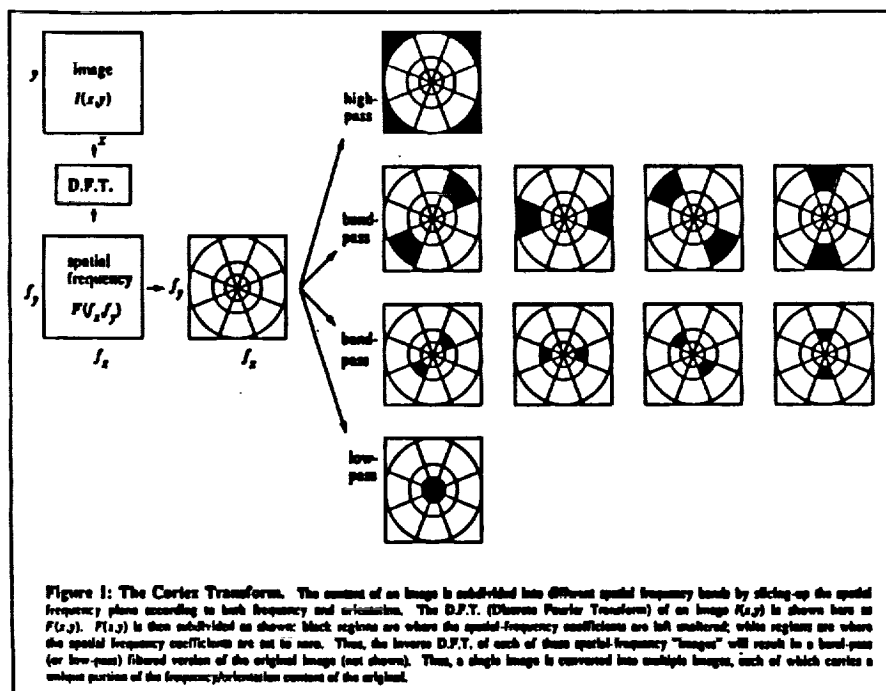 Image
y
I(x,y)
x
D.F.T.
spatial
frequency
f_y
F(f_x f_y)
f_x
f_y
f_x
high-
pass
band-
pass
band-
pass
low-
pass
Figure 1: The Cortex Transform. The content of an image is subdivided into different spatial frequency bands by slicing-up the spatial
frequency plane according to both frequency and orientation. The D.F.T. (Discrete Fourier Transform) of an image I(x,y) is shown here as
F(x,y). F(x,y) is then subdivided as shown: black regions are where the spatial-frequency coefficients are left unaltered; white regions are where
the spatial frequency coefficients are set to zero. Thus, the inverse D.F.T. of each of these spatial-frequency "images" will result in a band-pass
(or low-pass) filtered version of the original image (not shown). Thus, a single image is converted into multiple images, each of which carries a
unique portion of the frequency/orientation content of the original.